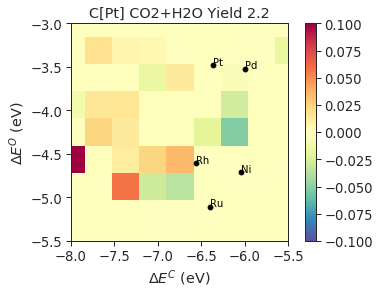 C[Pt] CO2+H2O Yield 2.2
−3.0
−3.5
−4.0
−4.5
−5.0
−5.5
ΔE^O (eV)
Pt
Pd
Rh
Ni
Ru
−8.0 −7.5 −7.0 −6.5 −6.0 −5.5
ΔE^C (eV)
0.100
0.075
0.050
0.025
0.000
−0.025
−0.050
−0.075
−0.100